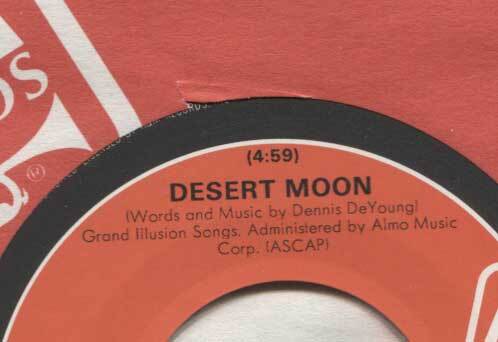 DS
(4:59)
DESERT MOON
(Words and Music by Dennis DeYoung)
Grand Illusion Songs. Administered by Almo Music
Corp. (ASCAP)